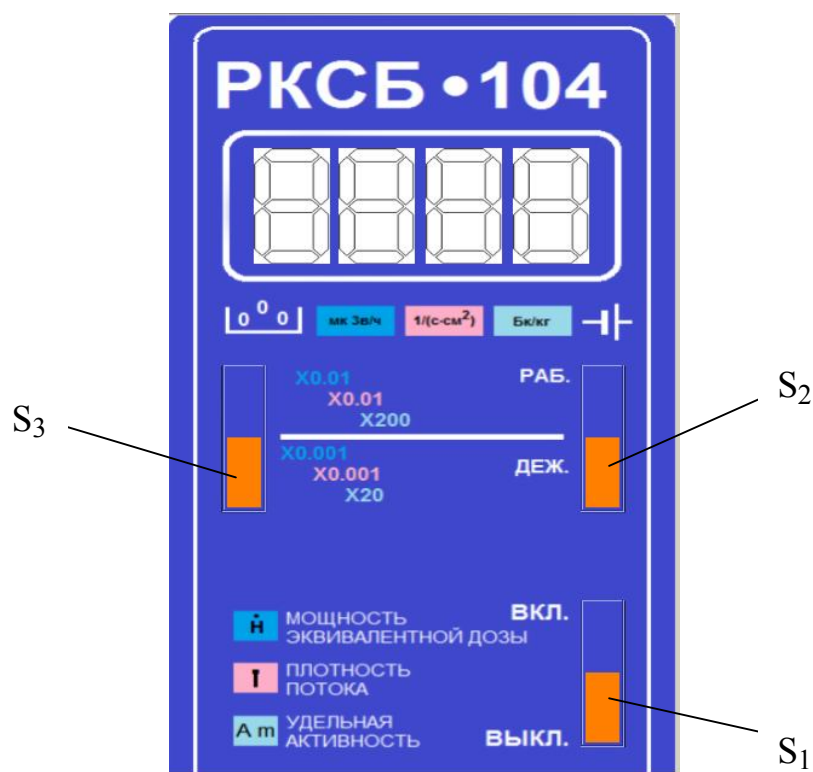 РКСБ•104
000 мк Зв/ч 1/(с·см²) Бк/кг
X0.01 РАБ.
X0.01
X200
X0.001 ДЕЖ.
X0.001
X20
S₃
S₂
Ḣ МОЩНОСТЬ ВКЛ.
ЭКВИВАЛЕНТНОЙ ДОЗЫ
ПЛОТНОСТЬ
ПОТОКА
Am УДЕЛЬНАЯ
АКТИВНОСТЬ ВЫКЛ.
S₁